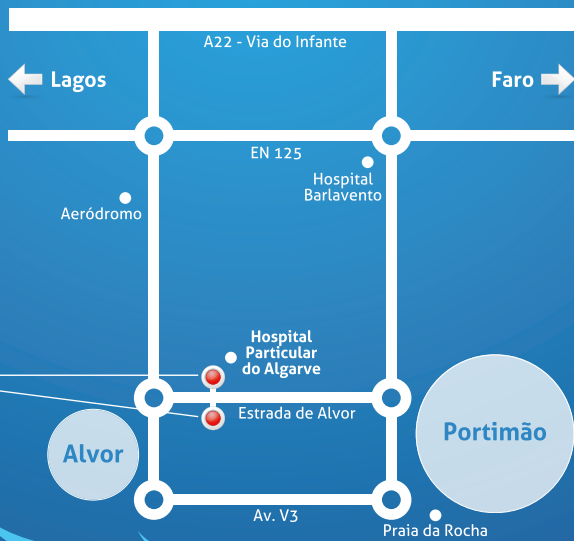 A22 - Via do Infante
Lagos
Faro
EN 125
Hospital
Barlavento
Aeródromo
Hospital
Particular
do Algarve
Estrada de Alvor
Alvor
Portimão
Av. V3
Praia da Rocha